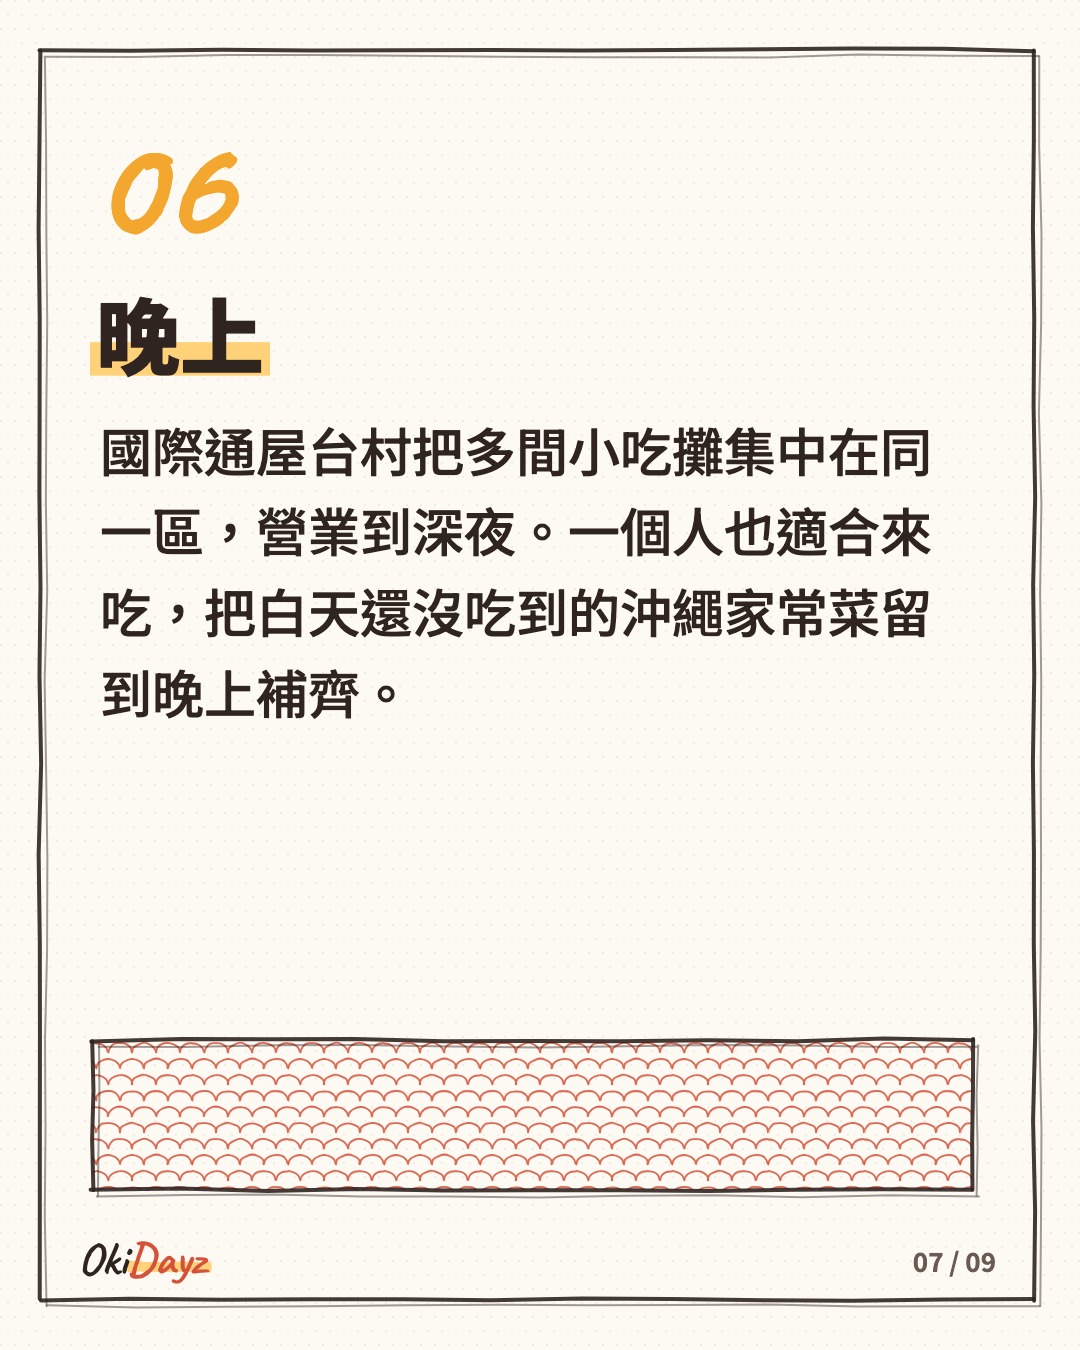 06
晚上
國際通屋台村把多間小吃攤集中在同
一區，營業到深夜。一個人也適合來
吃，把白天還沒吃到的沖繩家常菜留
到晚上補齊。
OkiDayz
07 / 09